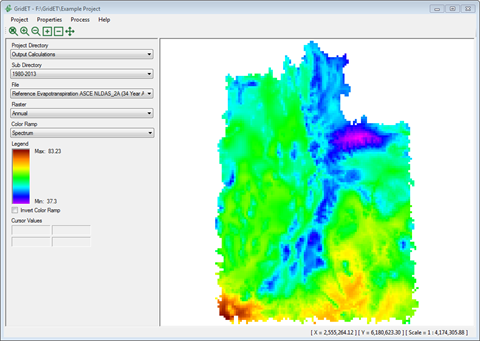 GridET - F:\GridET\Example Project
Project Properties Process Help
Project Directory
Output Calculations
Sub Directory
1980-2013
File
Reference Evapotranspiration ASCE NLDAS_2A (34 Year A
Raster
Annual
Color Ramp
Spectrum
Legend
Max: 83.23
Min: 37.3
Invert Color Ramp
Cursor Values
[ X = 2,555,264.12 ] [ Y = 6,180,623.30 ] [ Scale = 1 : 4,174,305.88 ]